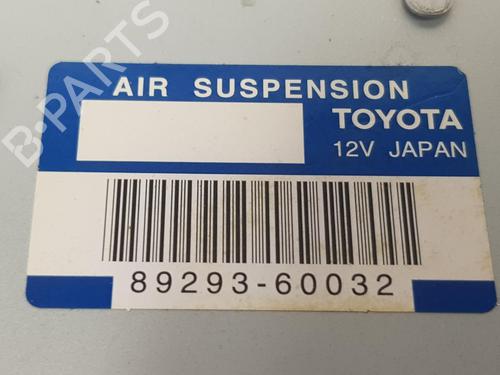 B-PARTS
AIR SUSPENSION
TOYOTA
12V JAPAN
89293-60032